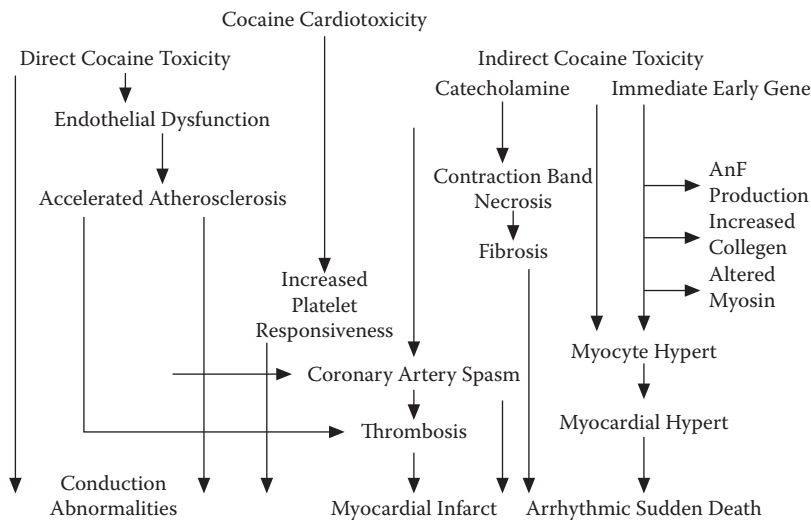 Cocaine Cardiotoxicity
Direct Cocaine Toxicity
Indirect Cocaine Toxicity
Catecholamine
Immediate Early Gene
Endothelial Dysfunction
AnF
Production
Contraction Band
Necrosis
Accelerated Atherosclerosis
Increased
Collegen
Fibrosis
Altered
Myosin
Increased
Platelet
Responsiveness
Myocyte Hypert
Coronary Artery Spasm
Myocardial Hypert
Thrombosis
Conduction
Abnormalities
Myocardial Infarct
Arrhythmic Sudden Death